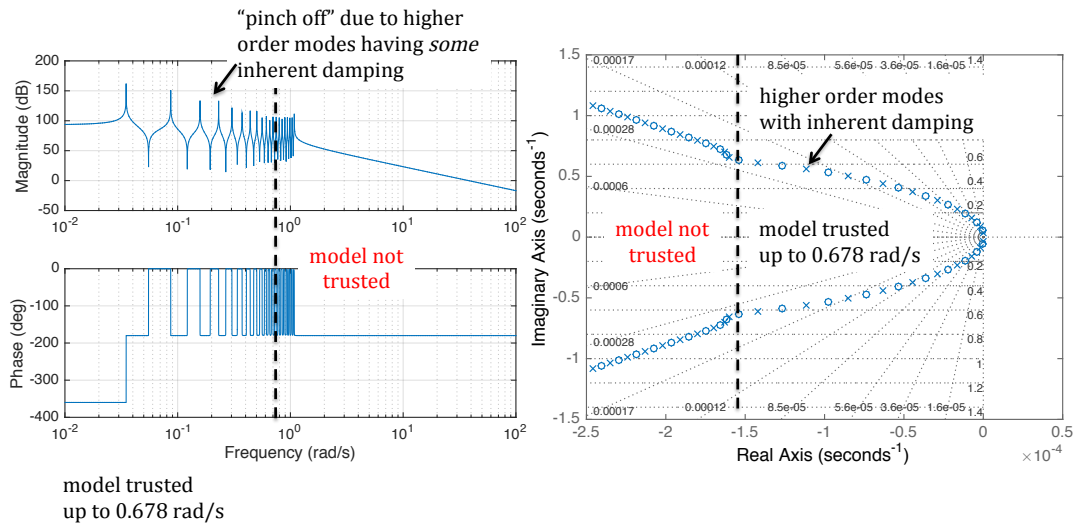 “pinch off” due to higher
order modes having some
inherent damping
Magnitude (dB)
200
150
100
50
0
-50
10-2
10-1
100
101
102
model not
trusted
Phase (deg)
0
-100
-200
-300
-400
10-2
10-1
100
101
102
Frequency (rad/s)
model trusted
up to 0.678 rad/s
1.5
1
0.5
0
-0.5
-1
-1.5
Imaginary Axis (seconds-1)
0.00017
0.00012
8.5e-05
5.6e-05
3.6e-05
1.6e-05
1.4
0.00028
0.0006
0.6
0.4
0.2
higher order modes
with inherent damping
model not
trusted
model trusted
up to 0.678 rad/s
0.0006
0.00028
0.00017
0.00012
8.5e-05
5.6e-05
3.6e-05
1.6e-05
0.2
0.4
0.6
0.8
1
1.2
1.4
-2.5
-2
-1.5
-1
-0.5
0
0.5
×10-4
Real Axis (seconds-1)